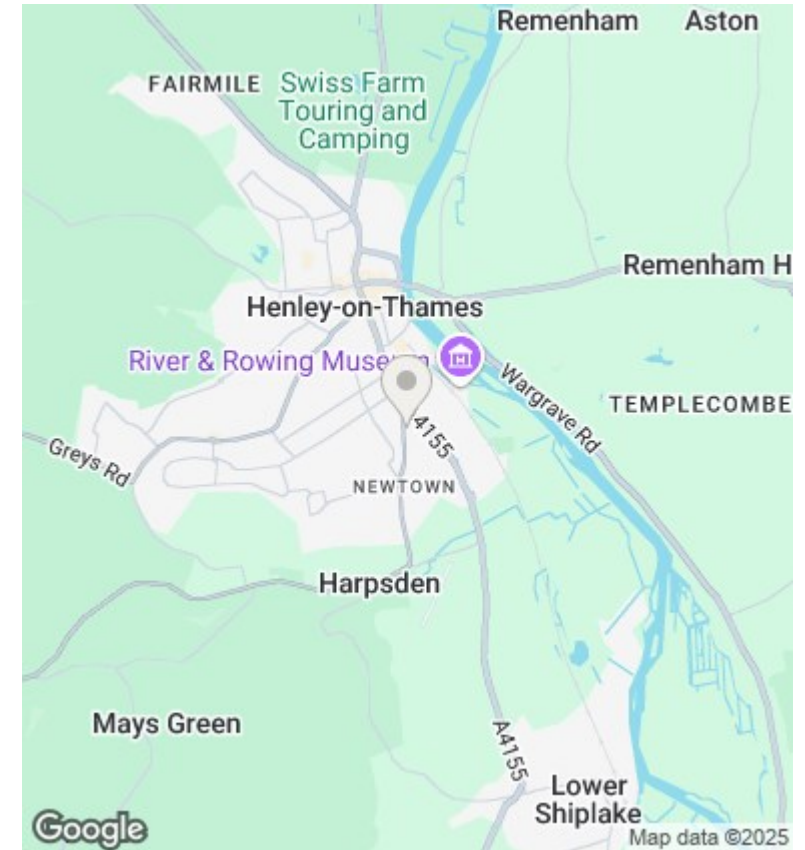 Remenham
Aston
FAIRMILE
Swiss Farm
Touring and
Camping
Remenham H
Henley-on-Thames
River & Rowing Museum
Wargrave Rd
TEMPLECOMBE
4155
Greys Rd
NEWTOWN
Harpsden
Mays Green
A4155
Lower
Shiplake
Google
Map data ©2025